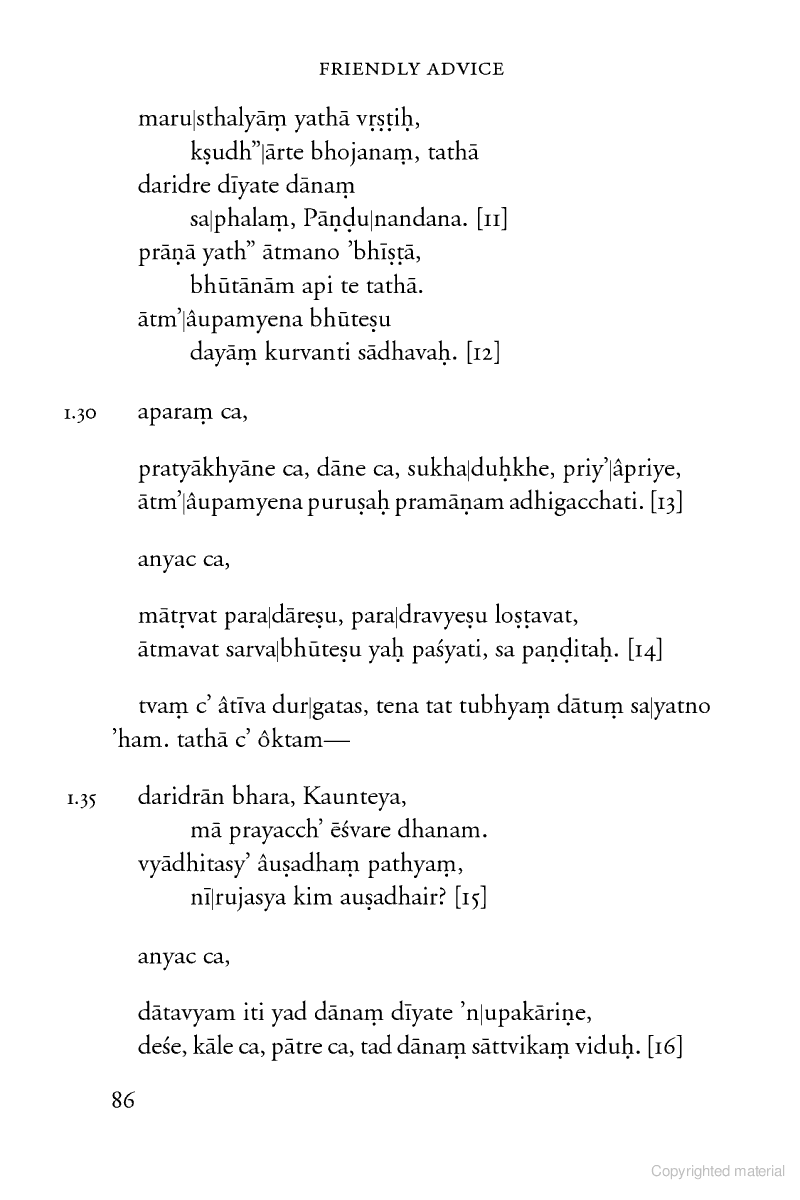 FRIENDLY ADVICE
maru|sthalyāṃ yathā vṛṣṭiḥ,
kṣudh”|ārte bhojanaṃ, tathā
daridre dīyate dānaṃ
sa|phalaṃ, Pāṇḍu|nandana. [11]
prāṇā yath” ātmano ’bhīṣṭā,
bhūtānām api te tathā.
ātm’|âupamyena bhūteṣu
dayāṃ kurvanti sādhavaḥ. [12]
1.30 aparaṃ ca,
pratyākhyāne ca, dāne ca, sukha|duḥkhe, priy’|âpriye,
ātm’|âupamyena puruṣaḥ pramāṇam adhigacchati. [13]
anyac ca,
mātṛvat para|dāreṣu, para|dravyeṣu loṣṭavat,
ātmavat sarva|bhūteṣu yaḥ paśyati, sa paṇḍitaḥ. [14]
tvaṃ c’ âtīva dur|gatas, tena tat tubhyaṃ dātuṃ sa|yatno
’ham. tathā c’ ôktam—
1.35 daridrān bhara, Kaunteya,
mā prayacch’ ēśvare dhanam.
vyādhitasy’ âuṣadhaṃ pathyaṃ,
nī|rujasya kim auṣadhair? [15]
anyac ca,
dātavyam iti yad dānaṃ dīyate ’n|upakāriṇe,
deśe, kāle ca, pātre ca, tad dānaṃ sāttvikaṃ viduḥ. [16]
86
Copyrighted material